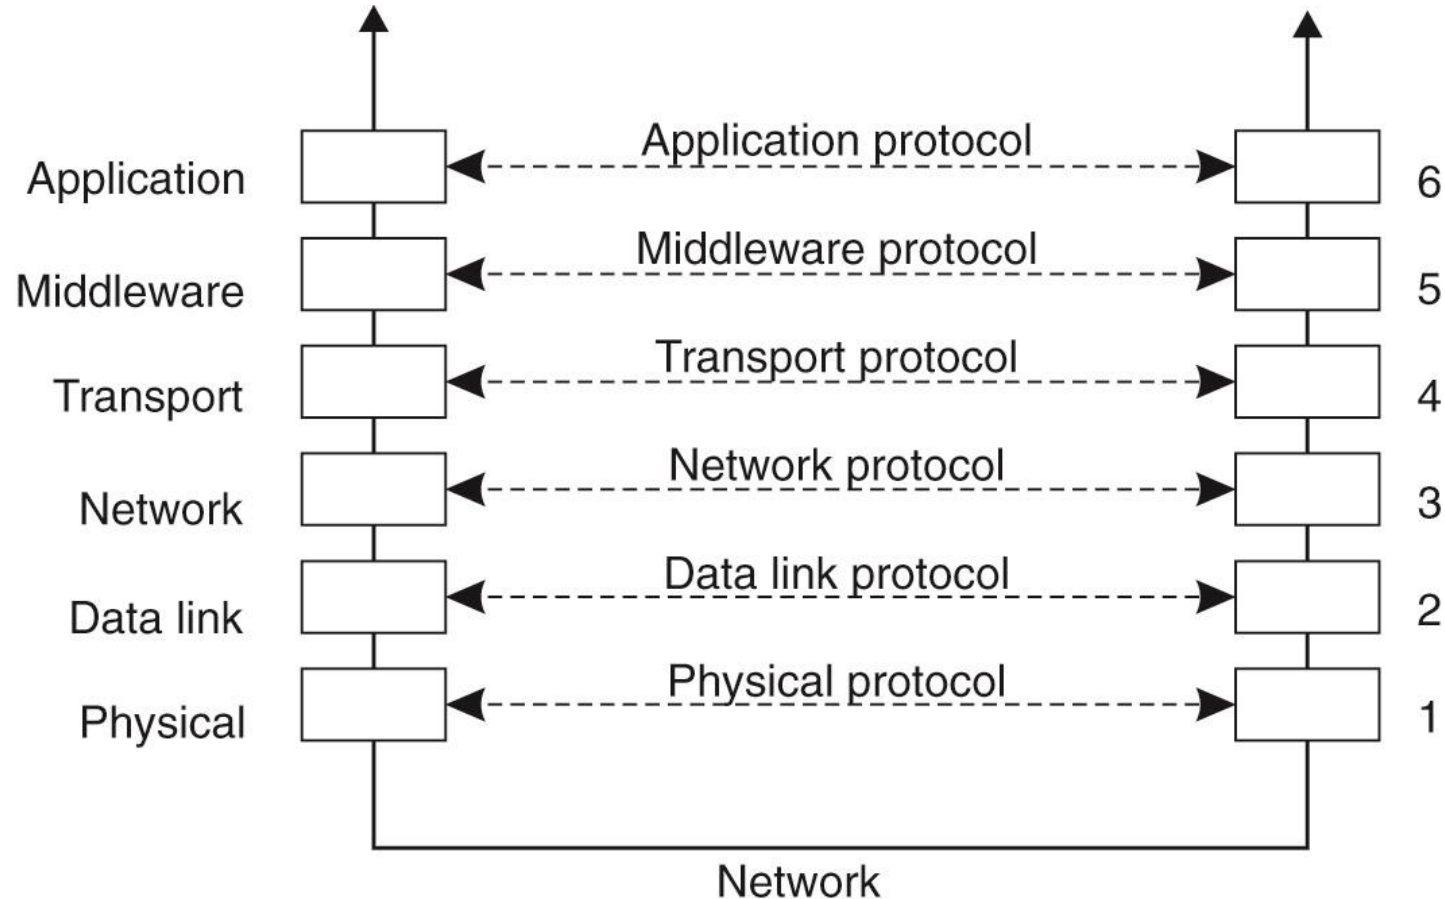 Application protocol
Application
6
Middleware protocol
Middleware
5
Transport protocol
Transport
4
Network protocol
Network
3
Data link protocol
Data link
2
Physical protocol
Physical
1
Network